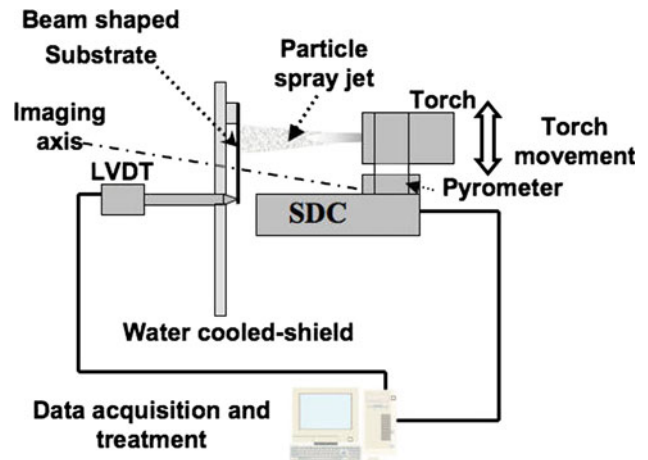 Beam shaped
Substrate
Particle
spray jet
Imaging
axis
Torch
Torch
movement
LVDT
Pyrometer
SDC
Water cooled-shield
Data acquisition and
treatment